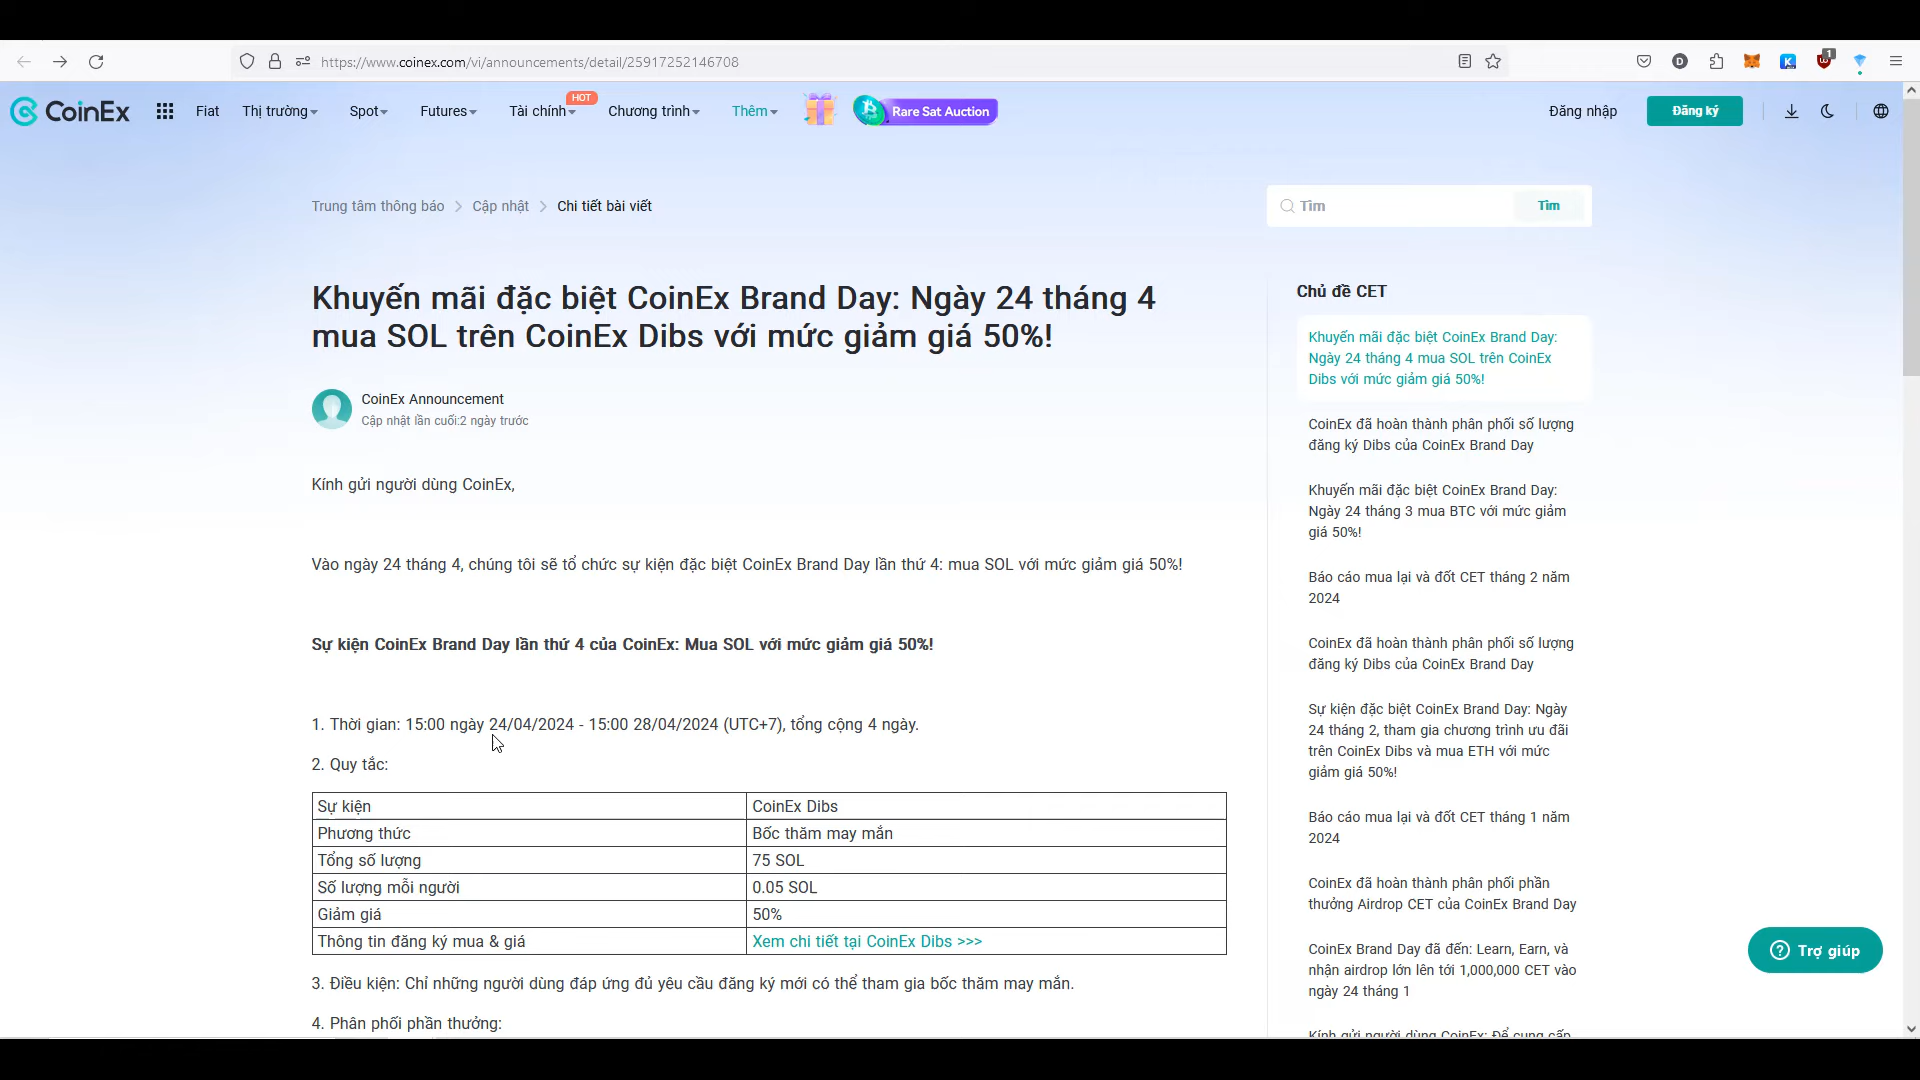 https://www.coinex.com/vi/announcements/detail/25917252146708
CoinEx
Fiat
Thị trường
Spot
Futures
Tài chính
HOT
Chương trình
Thêm
Rare Sat Auction
Đăng nhập
Đăng ký
Trung tâm thông báo
Cập nhật
Chi tiết bài viết
Tìm
Tìm
Khuyến mãi đặc biệt CoinEx Brand Day: Ngày 24 tháng 4
mua SOL trên CoinEx Dibs với mức giảm giá 50%!
CoinEx Announcement
Cập nhật lần cuối:2 ngày trước
Kính gửi người dùng CoinEx,
Vào ngày 24 tháng 4, chúng tôi sẽ tổ chức sự kiện đặc biệt CoinEx Brand Day lần thứ 4: mua SOL với mức giảm giá 50%!
Sự kiện CoinEx Brand Day lần thứ 4 của CoinEx: Mua SOL với mức giảm giá 50%!
1. Thời gian: 15:00 ngày 24/04/2024 - 15:00 28/04/2024 (UTC+7), tổng cộng 4 ngày.
2. Quy tắc:
Sự kiện CoinEx Dibs
Phương thức Bốc thăm may mắn
Tổng số lượng 75 SOL
Số lượng mỗi người 0.05 SOL
Giảm giá 50%
Thông tin đăng ký mua & giá Xem chi tiết tại CoinEx Dibs >>>
3. Điều kiện: Chỉ những người dùng đáp ứng đủ yêu cầu đăng ký mới có thể tham gia bốc thăm may mắn.
4. Phân phối phần thưởng:
Chủ đề CET
Khuyến mãi đặc biệt CoinEx Brand Day:
Ngày 24 tháng 4 mua SOL trên CoinEx
Dibs với mức giảm giá 50%!
CoinEx đã hoàn thành phân phối số lượng
đăng ký Dibs của CoinEx Brand Day
Khuyến mãi đặc biệt CoinEx Brand Day:
Ngày 24 tháng 3 mua BTC với mức giảm
giá 50%!
Báo cáo mua lại và đốt CET tháng 2 năm
2024
CoinEx đã hoàn thành phân phối số lượng
đăng ký Dibs của CoinEx Brand Day
Sự kiện đặc biệt CoinEx Brand Day: Ngày
24 tháng 2, tham gia chương trình ưu đãi
trên CoinEx Dibs và mua ETH với mức
giảm giá 50%!
Báo cáo mua lại và đốt CET tháng 1 năm
2024
CoinEx đã hoàn thành phân phối phần
thưởng Airdrop CET của CoinEx Brand Day
CoinEx Brand Day đã đến: Learn, Earn, và
nhận airdrop lớn lên tới 1,000,000 CET vào
ngày 24 tháng 1
Kính gửi người dùng CoinEx: Để cung cấp
Trợ giúp